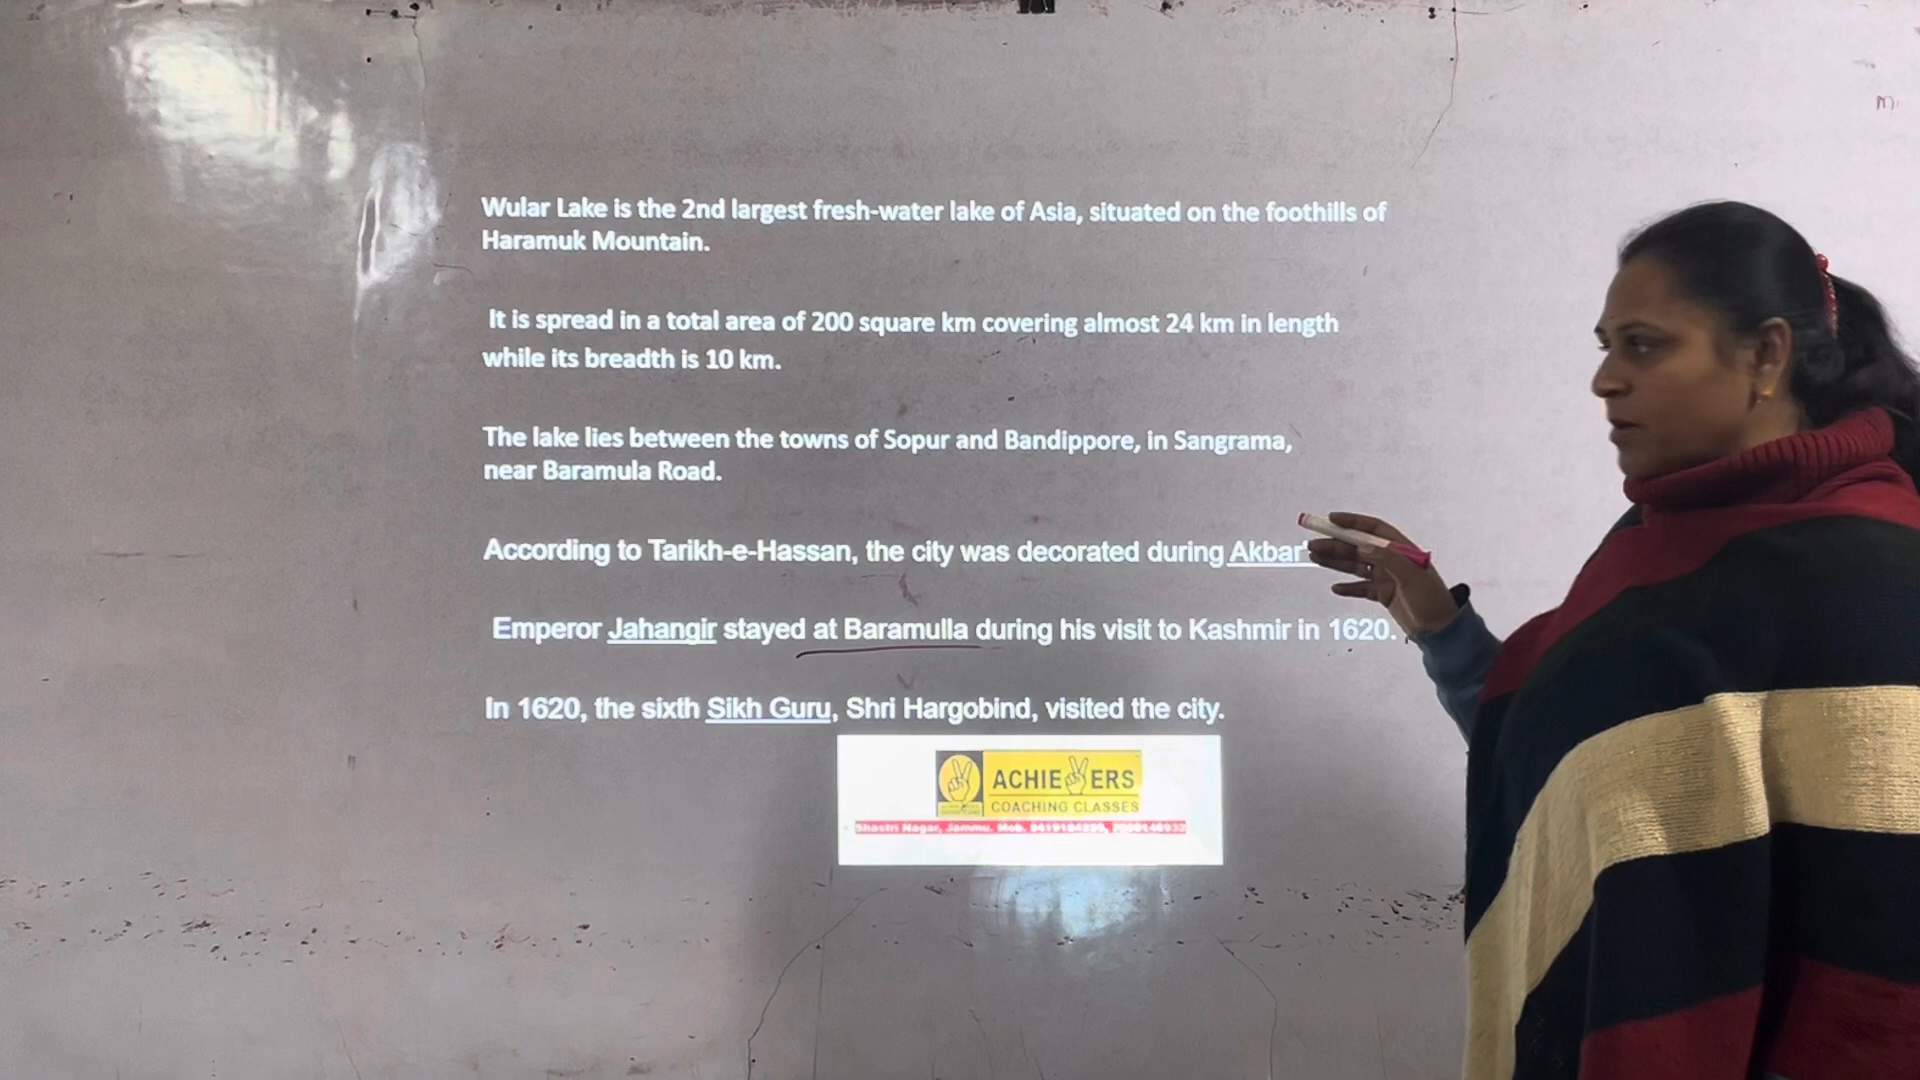 Wular Lake is the 2nd largest fresh-water lake of Asia, situated on the foothills of
Haramuk Mountain.
It is spread in a total area of 200 square km covering almost 24 km in length
while its breadth is 10 km.
The lake lies between the towns of Sopur and Bandippore, in Sangrama,
near Baramula Road.
According to Tarikh-e-Hassan, the city was decorated during Akbar'
Emperor Jahangir stayed at Baramulla during his visit to Kashmir in 1620.
In 1620, the sixth Sikh Guru, Shri Hargobind, visited the city.
ACHIEVERS
COACHING CLASSES
Shastri Nagar, Jammu. Mob.